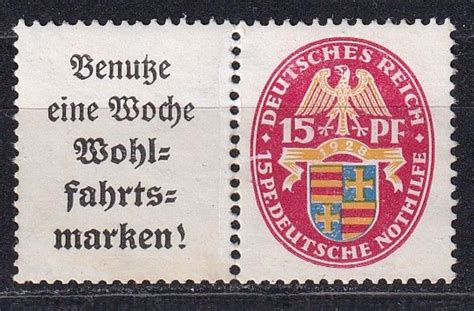 Benutze
eine Woche
Wohl-
fahrts-
marken!
DEUTSCHES REICH
15 PF
1928
15 PF. DEUTSCHE NOTHILFE